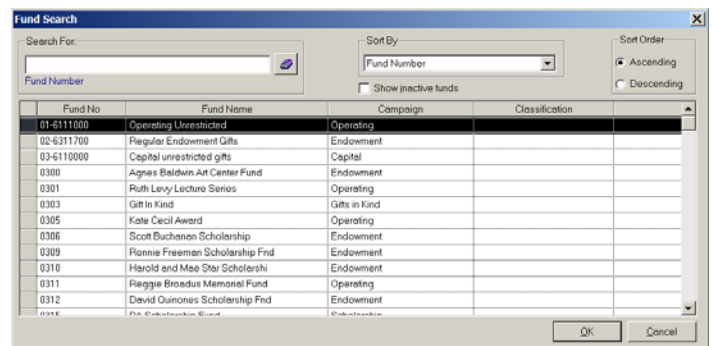 Fund Search
Search For:
Fund Number
Sort By
Fund Number
Show inactive funds
Sort Order
Ascending
Descending
Fund No Fund Name Campaign Classification
01-6111000 Operating Unrestricted Operating
02-6311700 Regular Endowment Gifts Endowment
03-6110000 Capital unrestricted gifts Capital
0300 Agnes Baldwin Art Center Fund Endowment
0301 Ruth Levy Lecture Series Operating
0303 Gift In Kind Gifts in Kind
0305 Kate Cecil Award Operating
0306 Scott Buchanan Scholarship Endowment
0309 Ronnie Freeman Scholarship Fnd Endowment
0310 Harold and Mae Star Scholarshi Endowment
0311 Reggie Broadus Memorial Fund Operating
0312 David Quinones Scholarship Fnd Endowment
OK Cancel